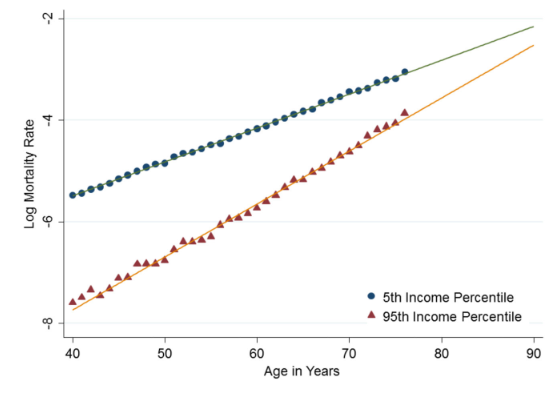 -2
-4
-6
-8
Log Mortality Rate
5th Income Percentile
95th Income Percentile
40 50 60 70 80 90
Age in Years